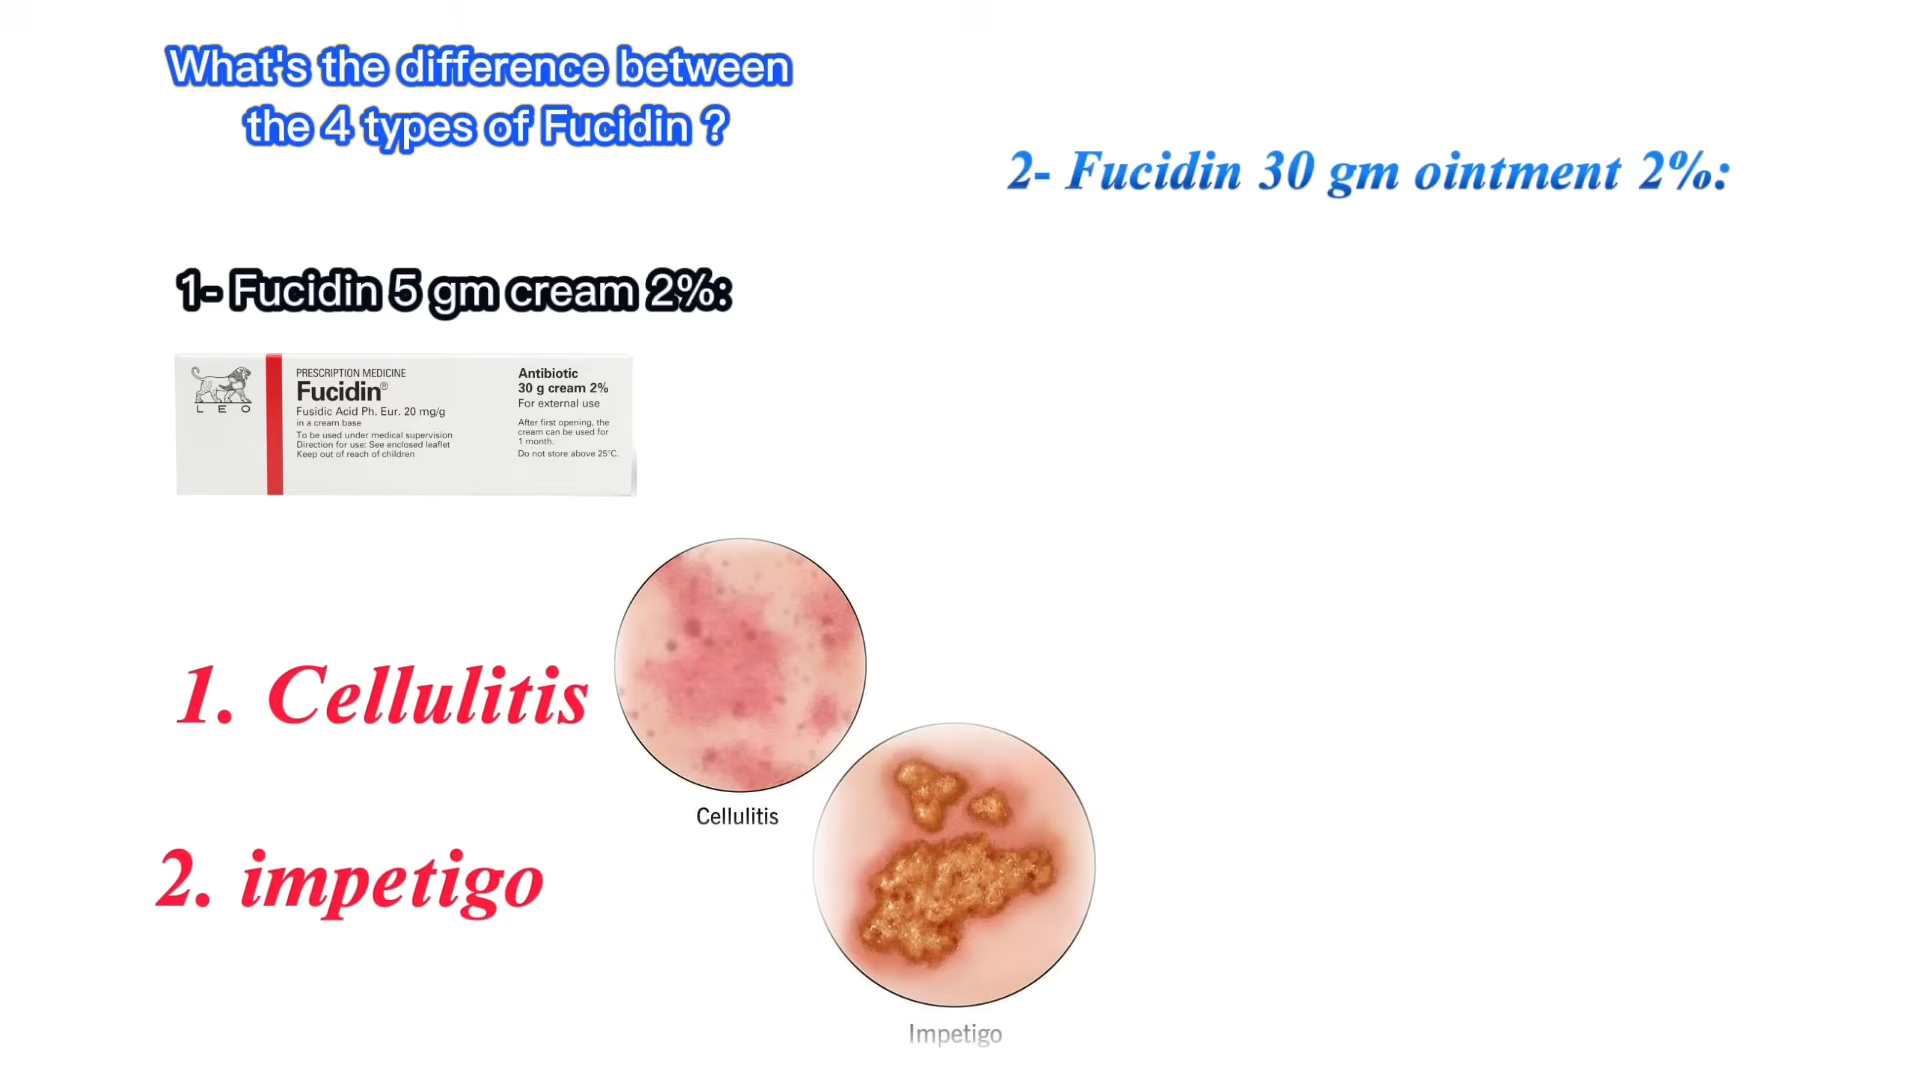 What's the difference between
the 4 types of Fucidin ?
1- Fucidin 5 gm cream 2%:
LEO
PRESCRIPTION MEDICINE
Fucidin®
Fusidic Acid Ph. Eur. 20 mg/g
in a cream base
To be used under medical supervision
Direction for use: See enclosed leaflet
Keep out of reach of children
Antibiotic
30 g cream 2%
For external use
After first opening, the
cream can be used for
1 month.
Do not store above 25°C.
1. Cellulitis
Cellulitis
2. impetigo
Impetigo
2- Fucidin 30 gm ointment 2%: